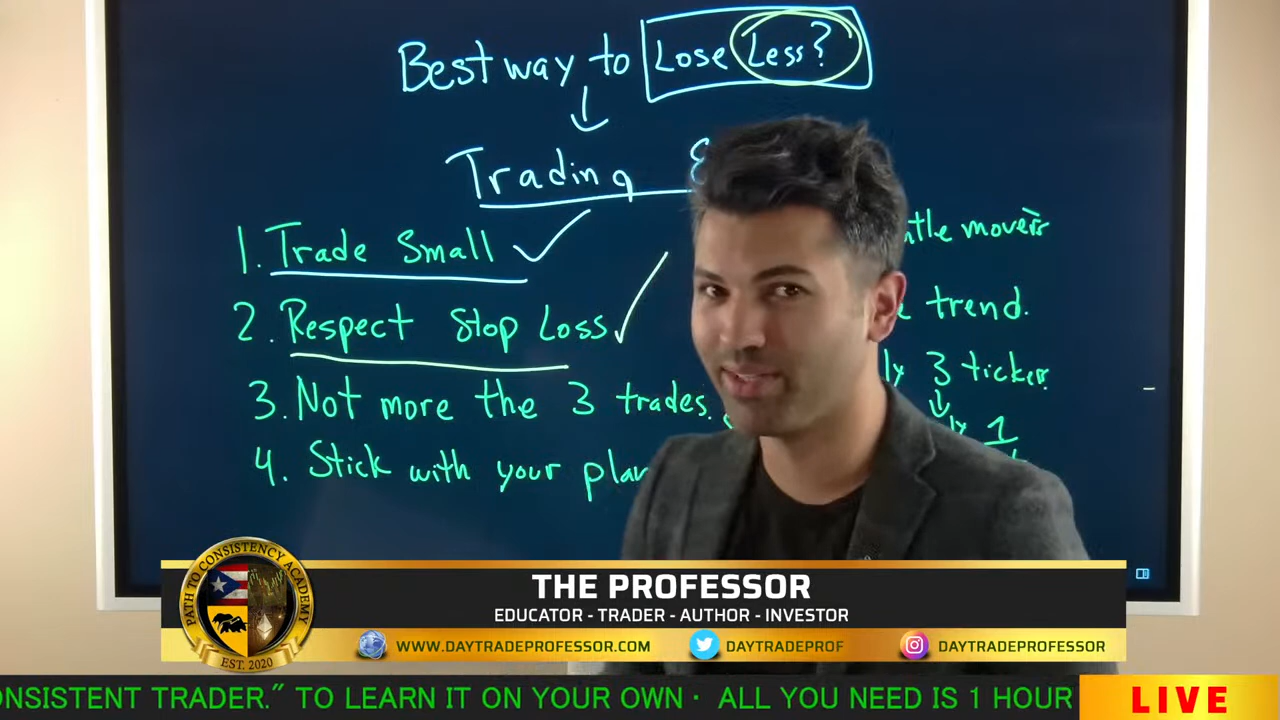 Best way to Lose Less?
Trading
1. Trade Small
2. Respect Stop Loss
3. Not more the 3 trades.
4. Stick with your plan
movers
trend.
3 tickers
1
PATH TO CONSISTENCY ACADEMY
EST. 2020
THE PROFESSOR
EDUCATOR - TRADER - AUTHOR - INVESTOR
WWW.DAYTRADEPROFESSOR.COM
DAYTRADEPROF
DAYTRADEPROFESSOR
ONSISTENT TRADER." TO LEARN IT ON YOUR OWN · ALL YOU NEED IS 1 HOUR
LIVE